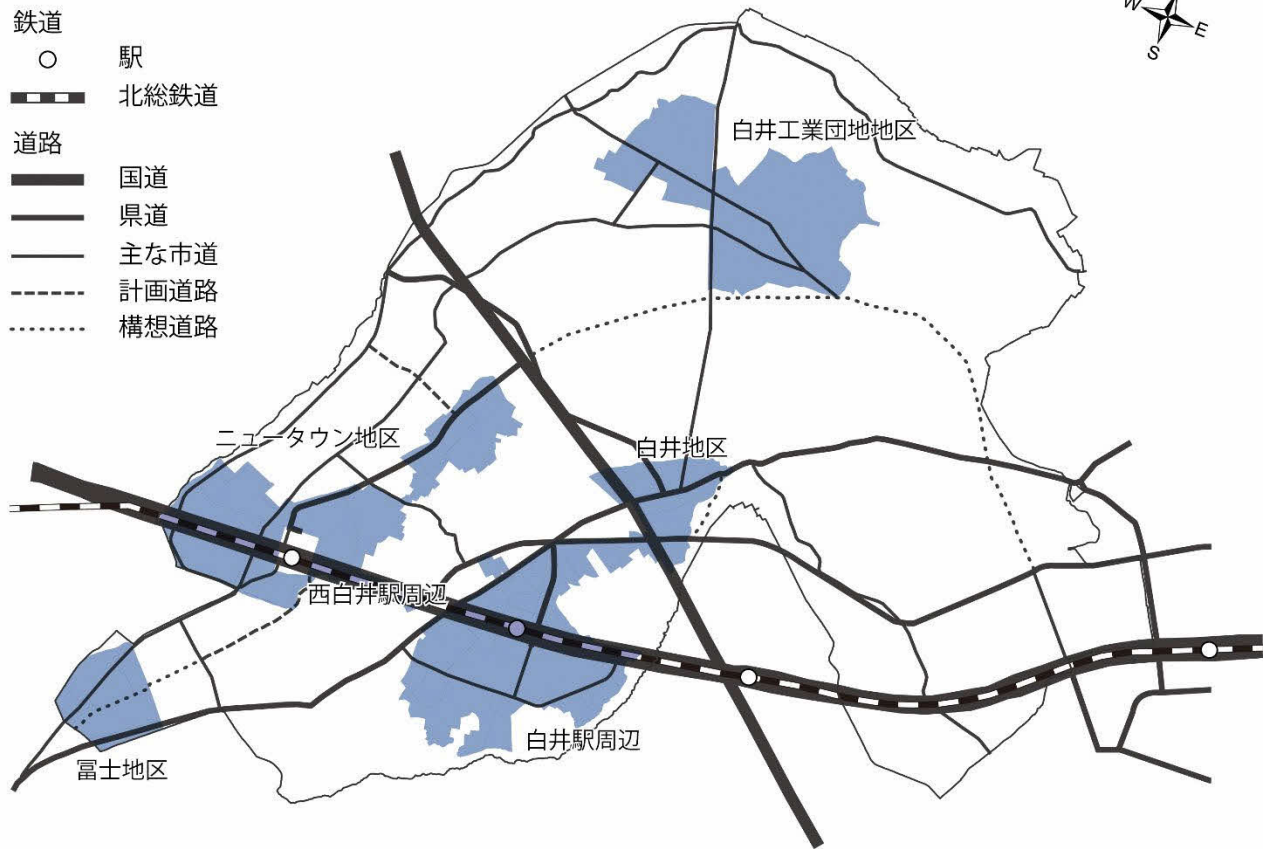 鉄道
駅
北総鉄道
道路
国道
県道
主な市道
計画道路
構想道路
W
E
S
白井工業団地地区
ニュータウン地区
白井地区
西白井駅周辺
白井駅周辺
冨士地区